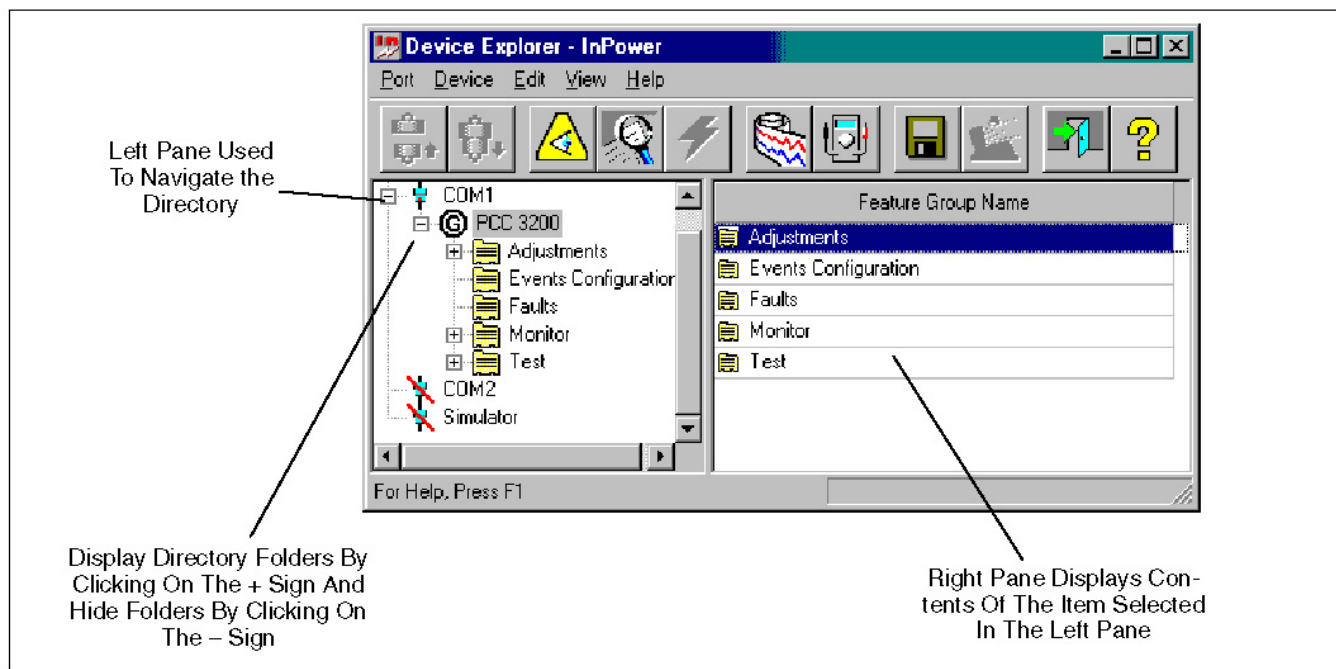 Device Explorer - InPower
Port Device Edit View Help
Left Pane Used
To Navigate the
Directory
COM1
PCC 3200
Adjustments
Events Configuration
Faults
Monitor
Test
COM2
Simulator
Feature Group Name
Adjustments
Events Configuration
Faults
Monitor
Test
For Help, Press F1
Display Directory Folders By
Clicking On The + Sign And
Hide Folders By Clicking On
The – Sign
Right Pane Displays Con-
tents Of The Item Selected
In The Left Pane